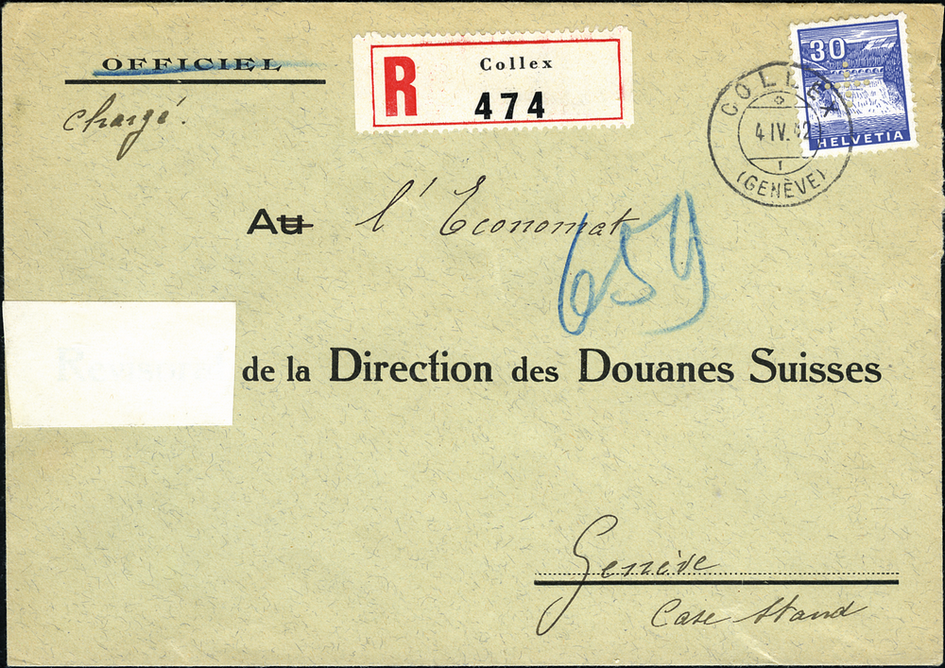 OFFICIEL
chargé.
R Collex
474
30
HELVETIA
COLLEX
4 IV. 42
1
(GENÈVE)
Au l'Economat
659
de la Direction des Douanes Suisses
Genève
Case Stand